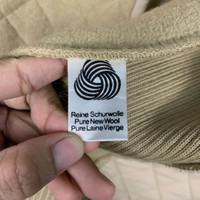 Reine Schurwolle
Pure New Wool
Pure Laine Vierge